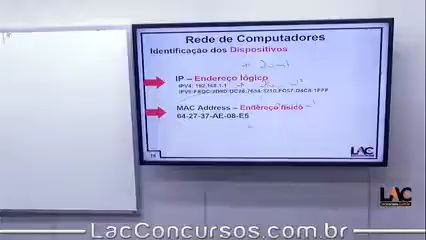 Rede de Computadores
Identificação dos Dispositivos
IP – Endereço lógico
IPV4: 192.168.1.1
MAC Address – Endereço físico
64-27-37-AE-08-E5
LAC
LAC
LacConcursos.com.br